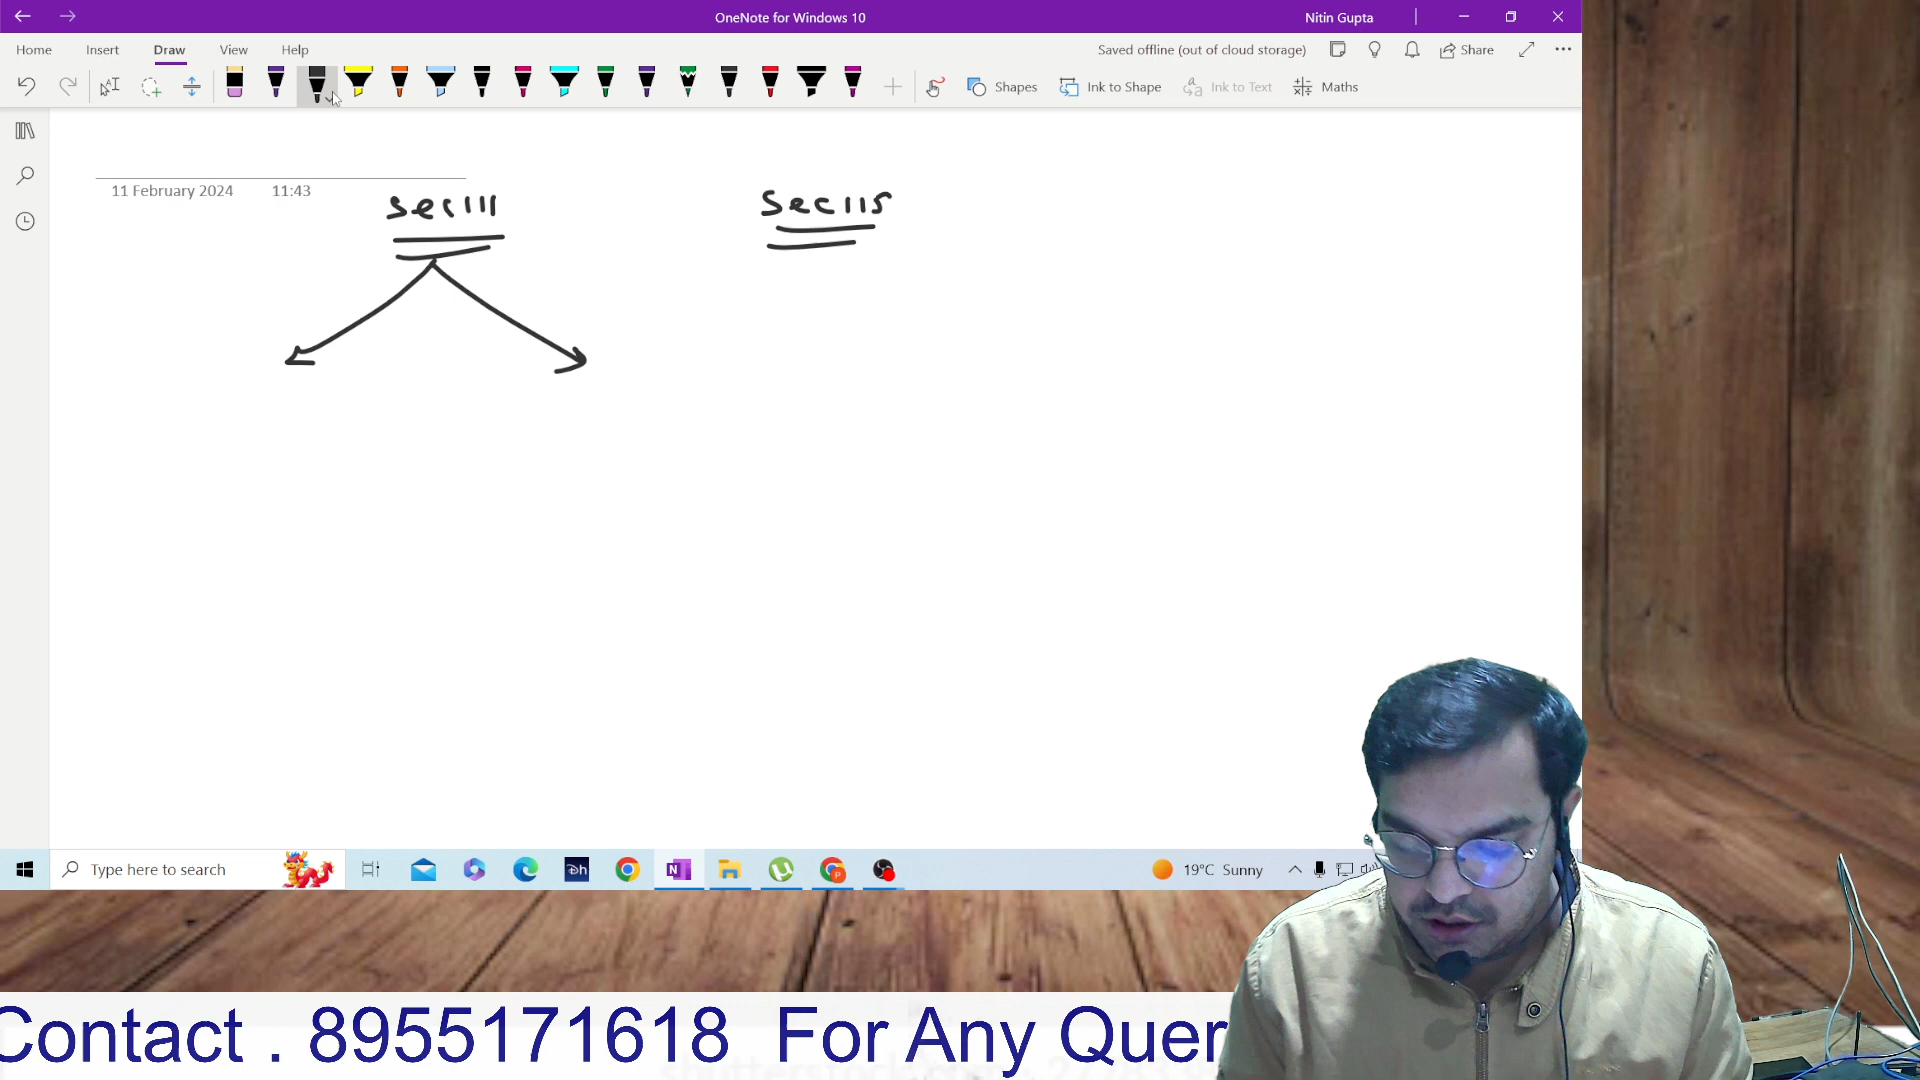 OneNote for Windows 10
Nitin Gupta
Home Insert Draw View Help
Saved offline (out of cloud storage)
Share
Shapes
Ink to Shape
Ink to Text
Maths
11 February 2024 11:43
Sec 111
Sec 115
Type here to search
19°C Sunny
Contact . 8955171618 For Any Quer